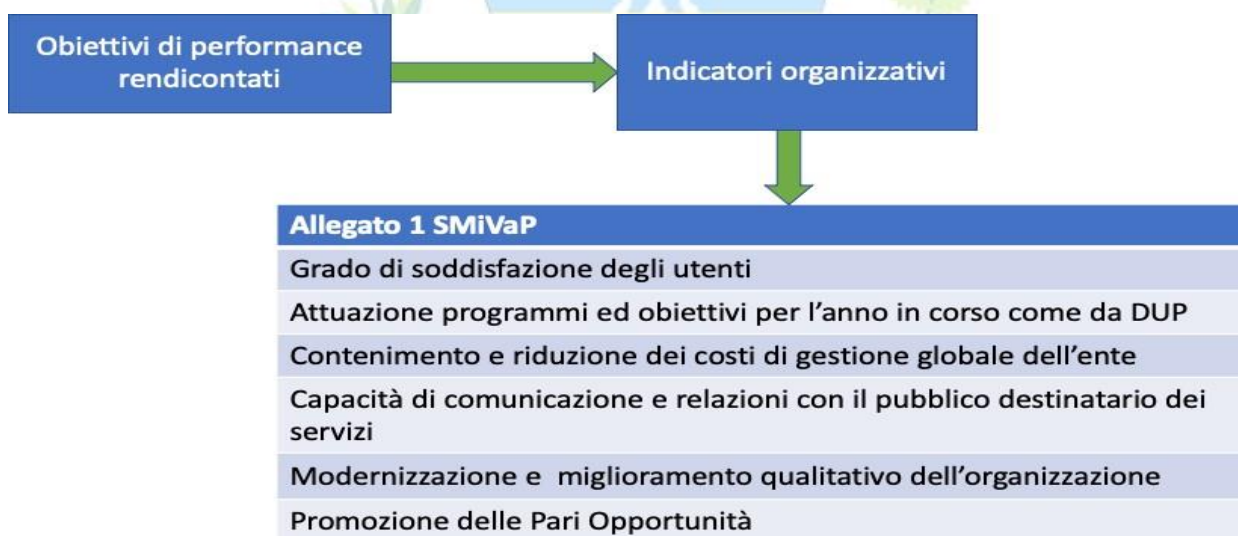 Obiettivi di performance
rendicontati
Indicatori organizzativi
Allegato 1 SMiVaP
Grado di soddisfazione degli utenti
Attuazione programmi ed obiettivi per l'anno in corso come da DUP
Contenimento e riduzione dei costi di gestione globale dell'ente
Capacità di comunicazione e relazioni con il pubblico destinatario dei
servizi
Modernizzazione e miglioramento qualitativo dell'organizzazione
Promozione delle Pari Opportunità